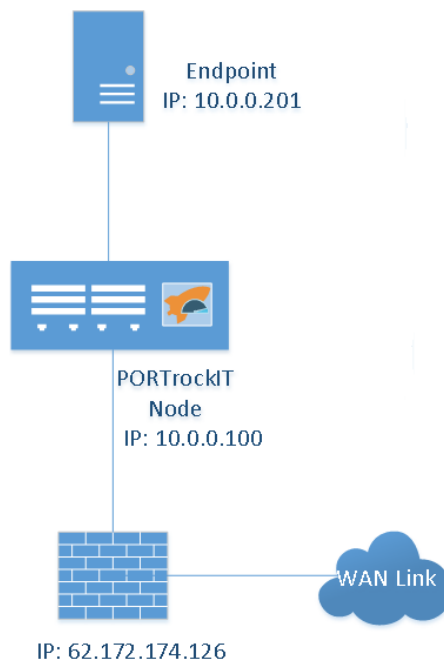 Endpoint
IP: 10.0.0.201
PORTrockIT
Node
IP: 10.0.0.100
WAN Link
IP: 62.172.174.126